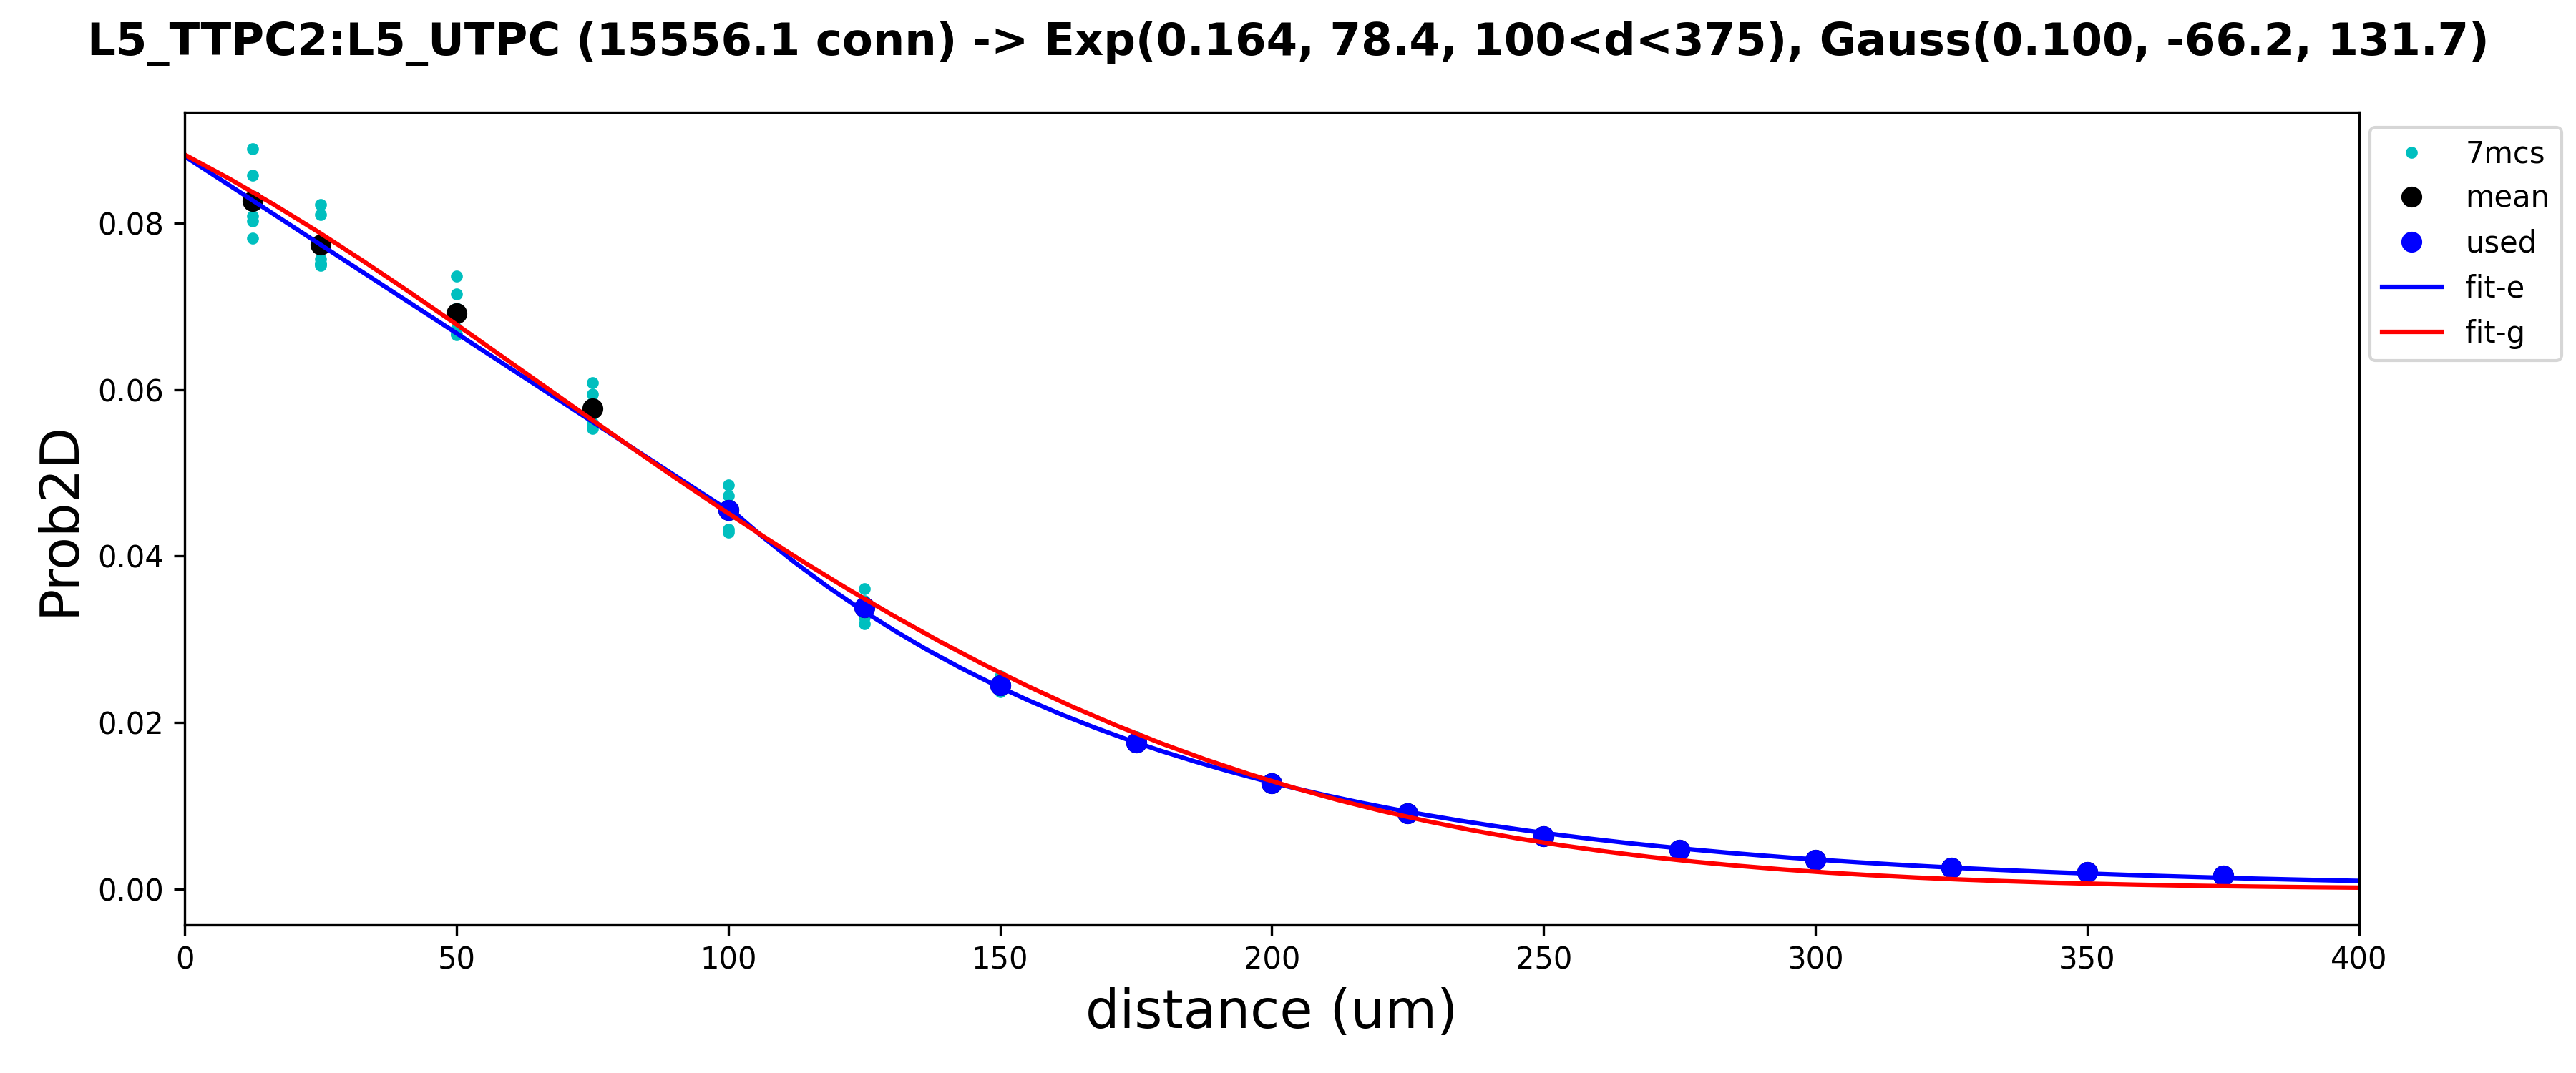 L5_TTPC2:L5_UTPC (15556.1 conn) -> Exp(0.164, 78.4, 100<d<375), Gauss(0.100, -66.2, 131.7)
7mcs
mean
used
fit-e
fit-g
Prob2D
0.08
0.06
0.04
0.02
0.00
0 50 100 150 200 250 300 350 400
distance (um)